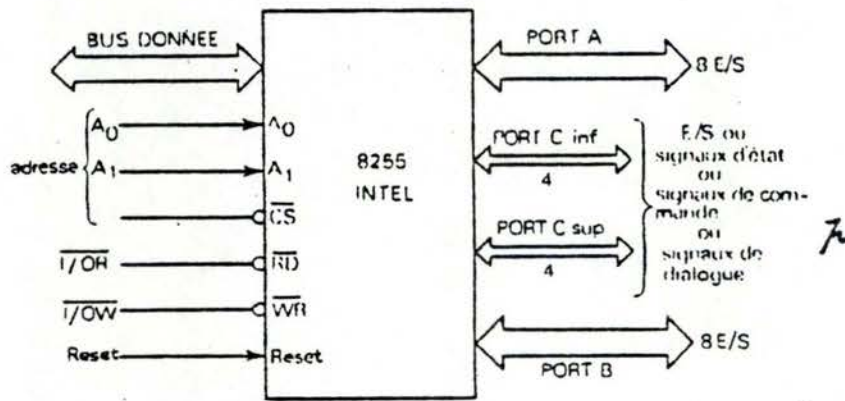 BUS DONNEE
PORT A
8 E/S
A0
A0
PORT C inf
4
adresse
A1
A1
8255
INTEL
E/S ou
signaux d'état
ou
signaux de com-
mande
ou
signaux de
dialogue
CS
PORT C sup
4
I/OR
RD
I/OW
WR
Reset
Reset
8 E/S
PORT B